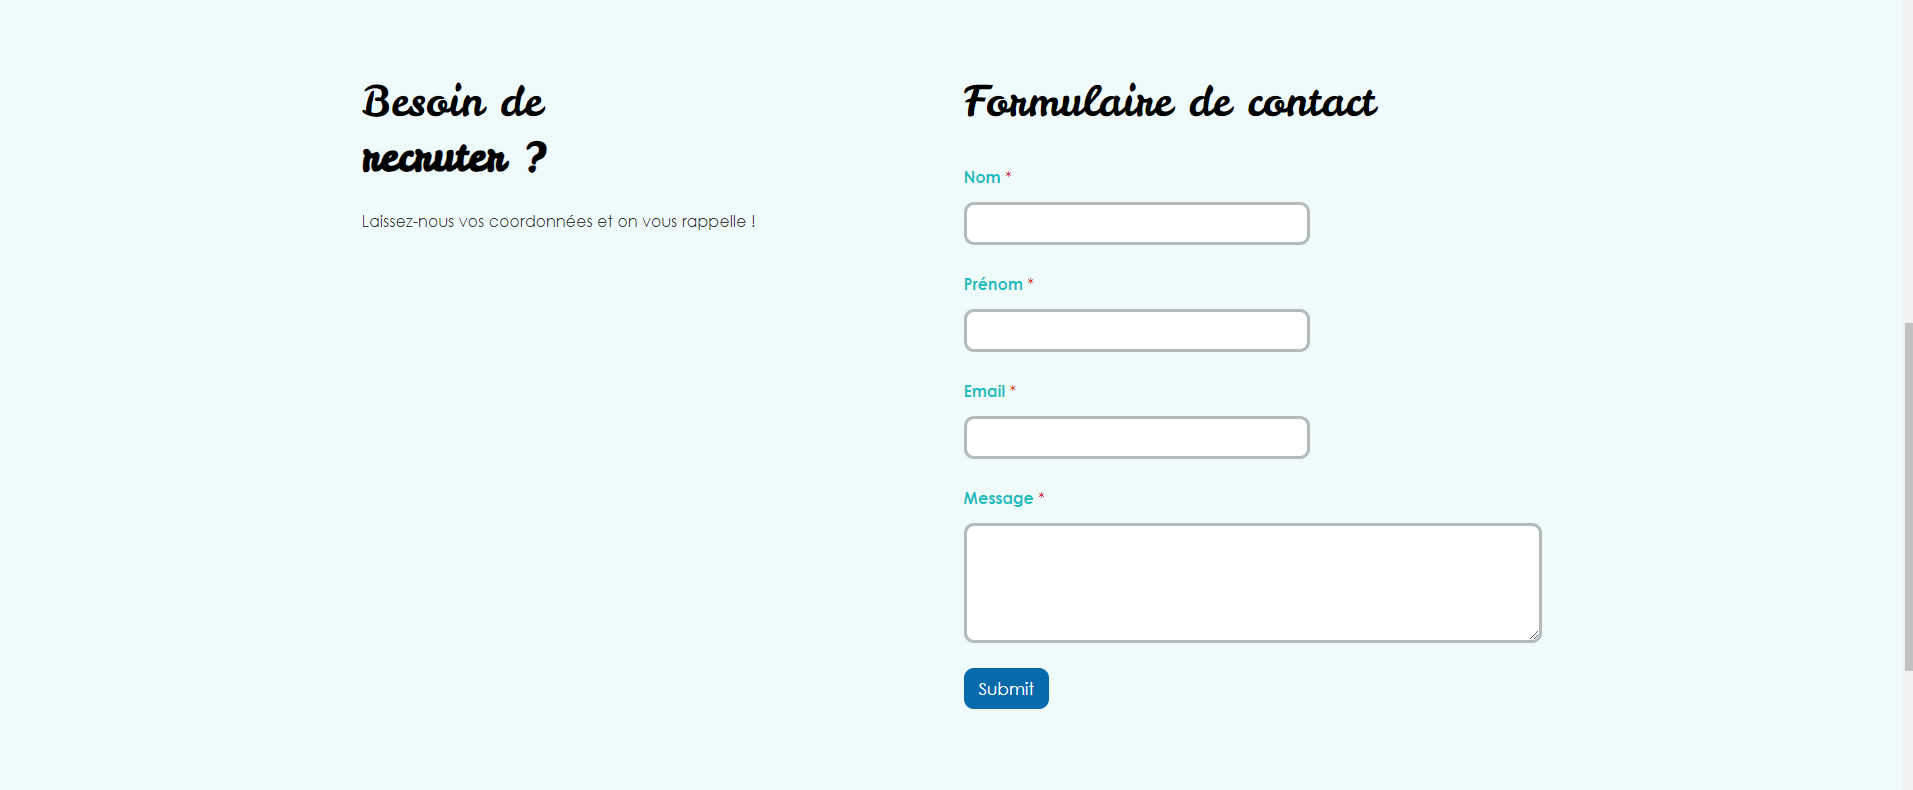 Besoin de
recruter ?
Laissez-nous vos coordonnées et on vous rappelle !
Formulaire de contact
Nom *
Prénom *
Email *
Message *
Submit